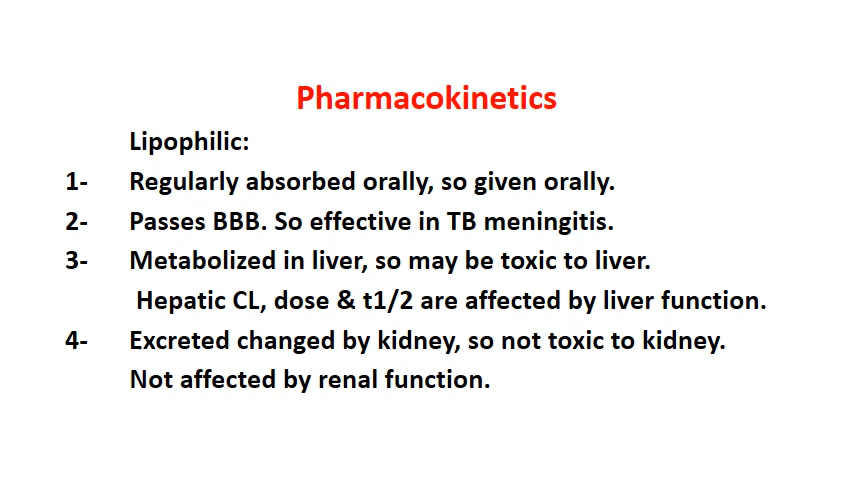 Pharmacokinetics
Lipophilic:
1- Regularly absorbed orally, so given orally.
2- Passes BBB. So effective in TB meningitis.
3- Metabolized in liver, so may be toxic to liver.
Hepatic CL, dose & t1/2 are affected by liver function.
4- Excreted changed by kidney, so not toxic to kidney.
Not affected by renal function.